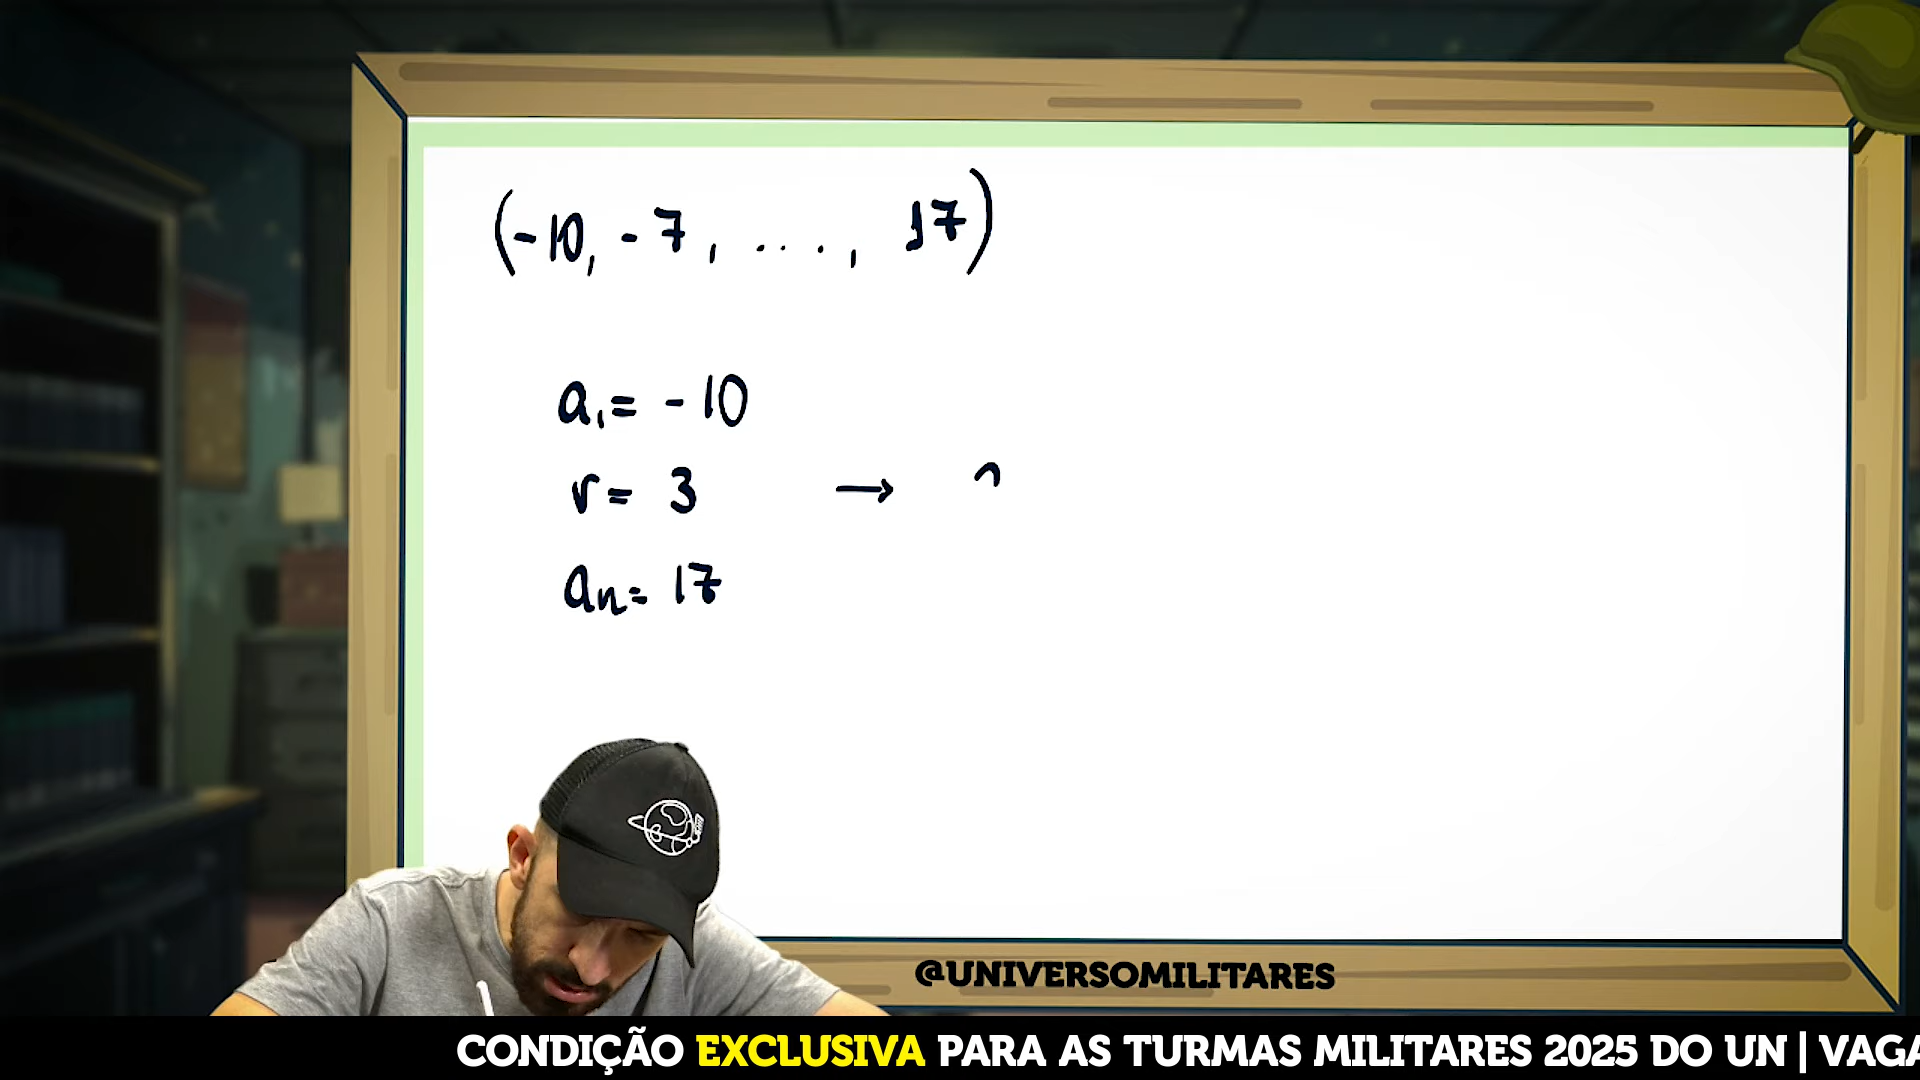 (-10, -7, ...., 17)
a₁ = -10
r = 3 →
aₙ = 17
@UNIVERSOMILITARES
CONDIÇÃO EXCLUSIVA PARA AS TURMAS MILITARES 2025 DO UN | VAGA